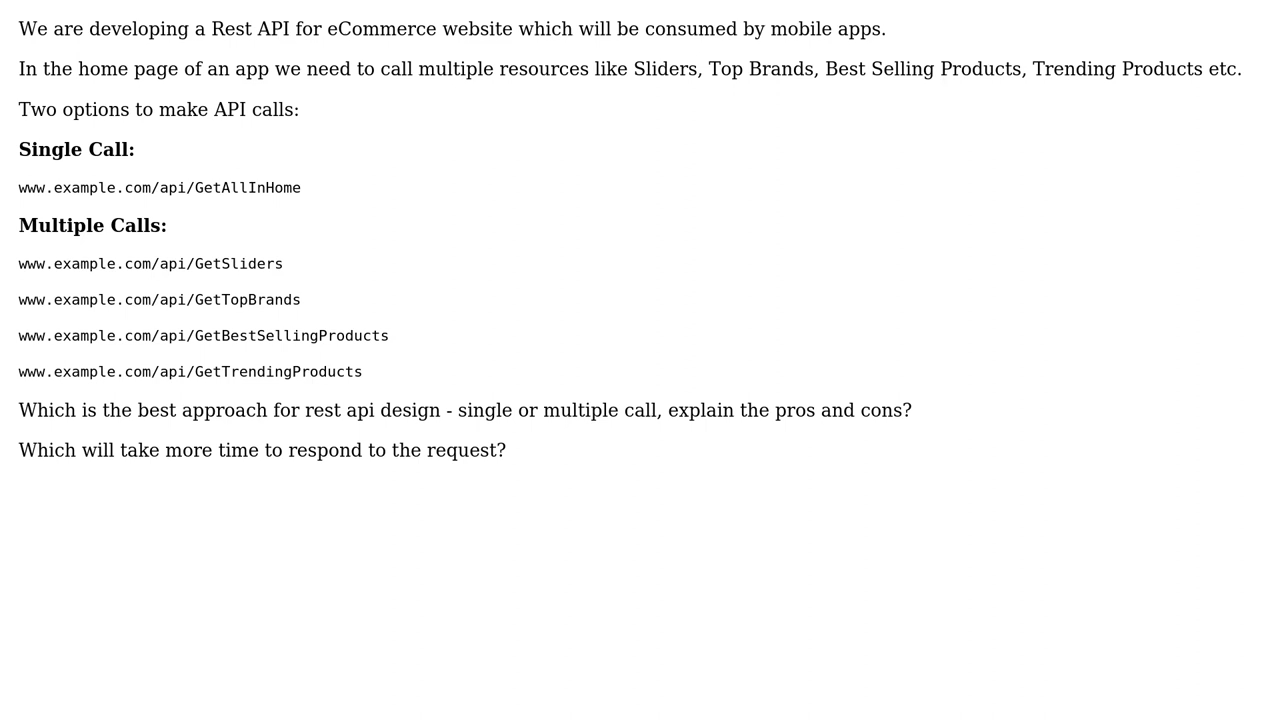 We are developing a Rest API for eCommerce website which will be consumed by mobile apps.
In the home page of an app we need to call multiple resources like Sliders, Top Brands, Best Selling Products, Trending Products etc.
Two options to make API calls:
Single Call:
www.example.com/api/GetAllInHome
Multiple Calls:
www.example.com/api/GetSliders
www.example.com/api/GetTopBrands
www.example.com/api/GetBestSellingProducts
www.example.com/api/GetTrendingProducts
Which is the best approach for rest api design - single or multiple call, explain the pros and cons?
Which will take more time to respond to the request?